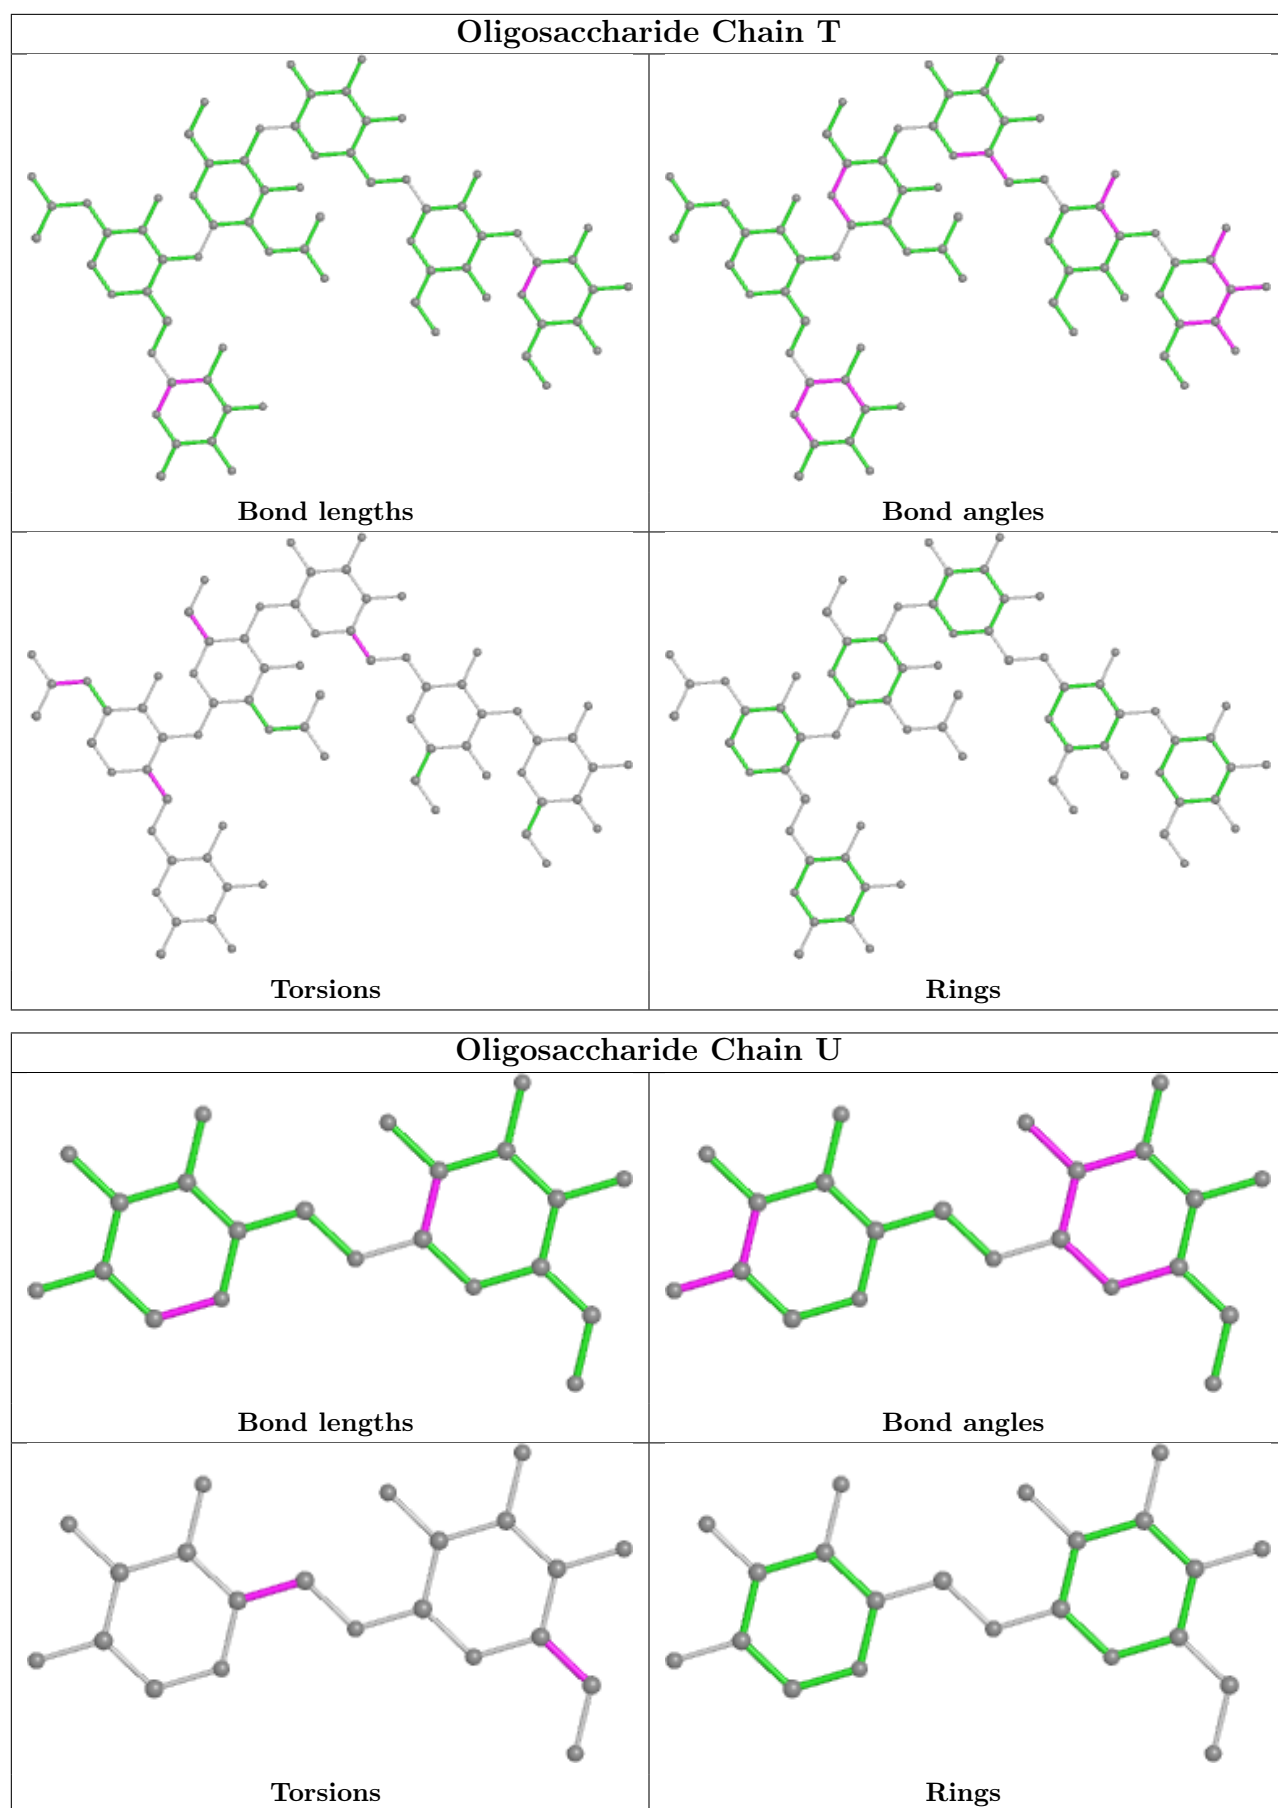 Oligosaccharide Chain T
Bond lengths
Bond angles
Torsions
Rings
Oligosaccharide Chain U
Bond lengths
Bond angles
Torsions
Rings